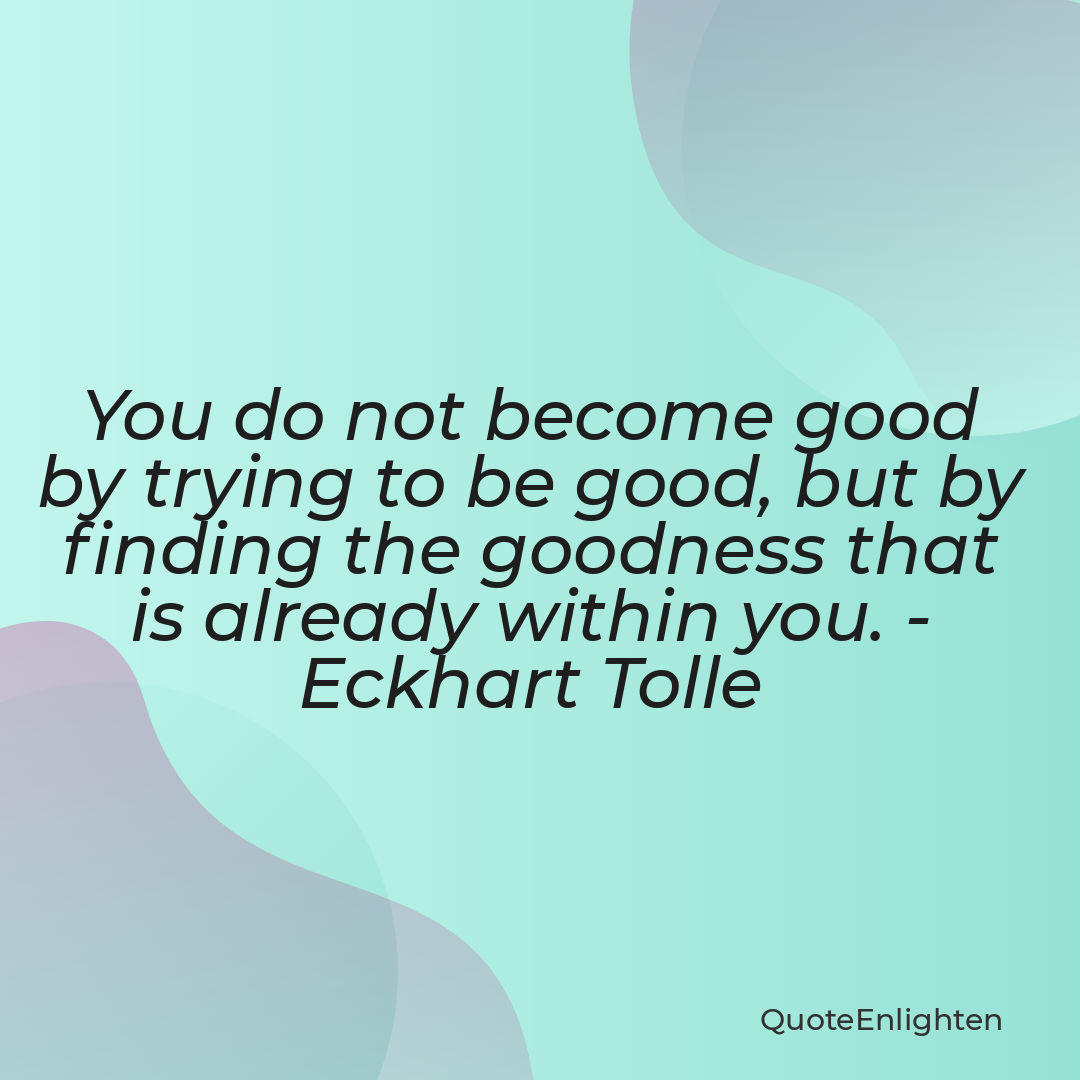 You do not become good
by trying to be good, but by
finding the goodness that
is already within you. -
Eckhart Tolle
QuoteEnlighten